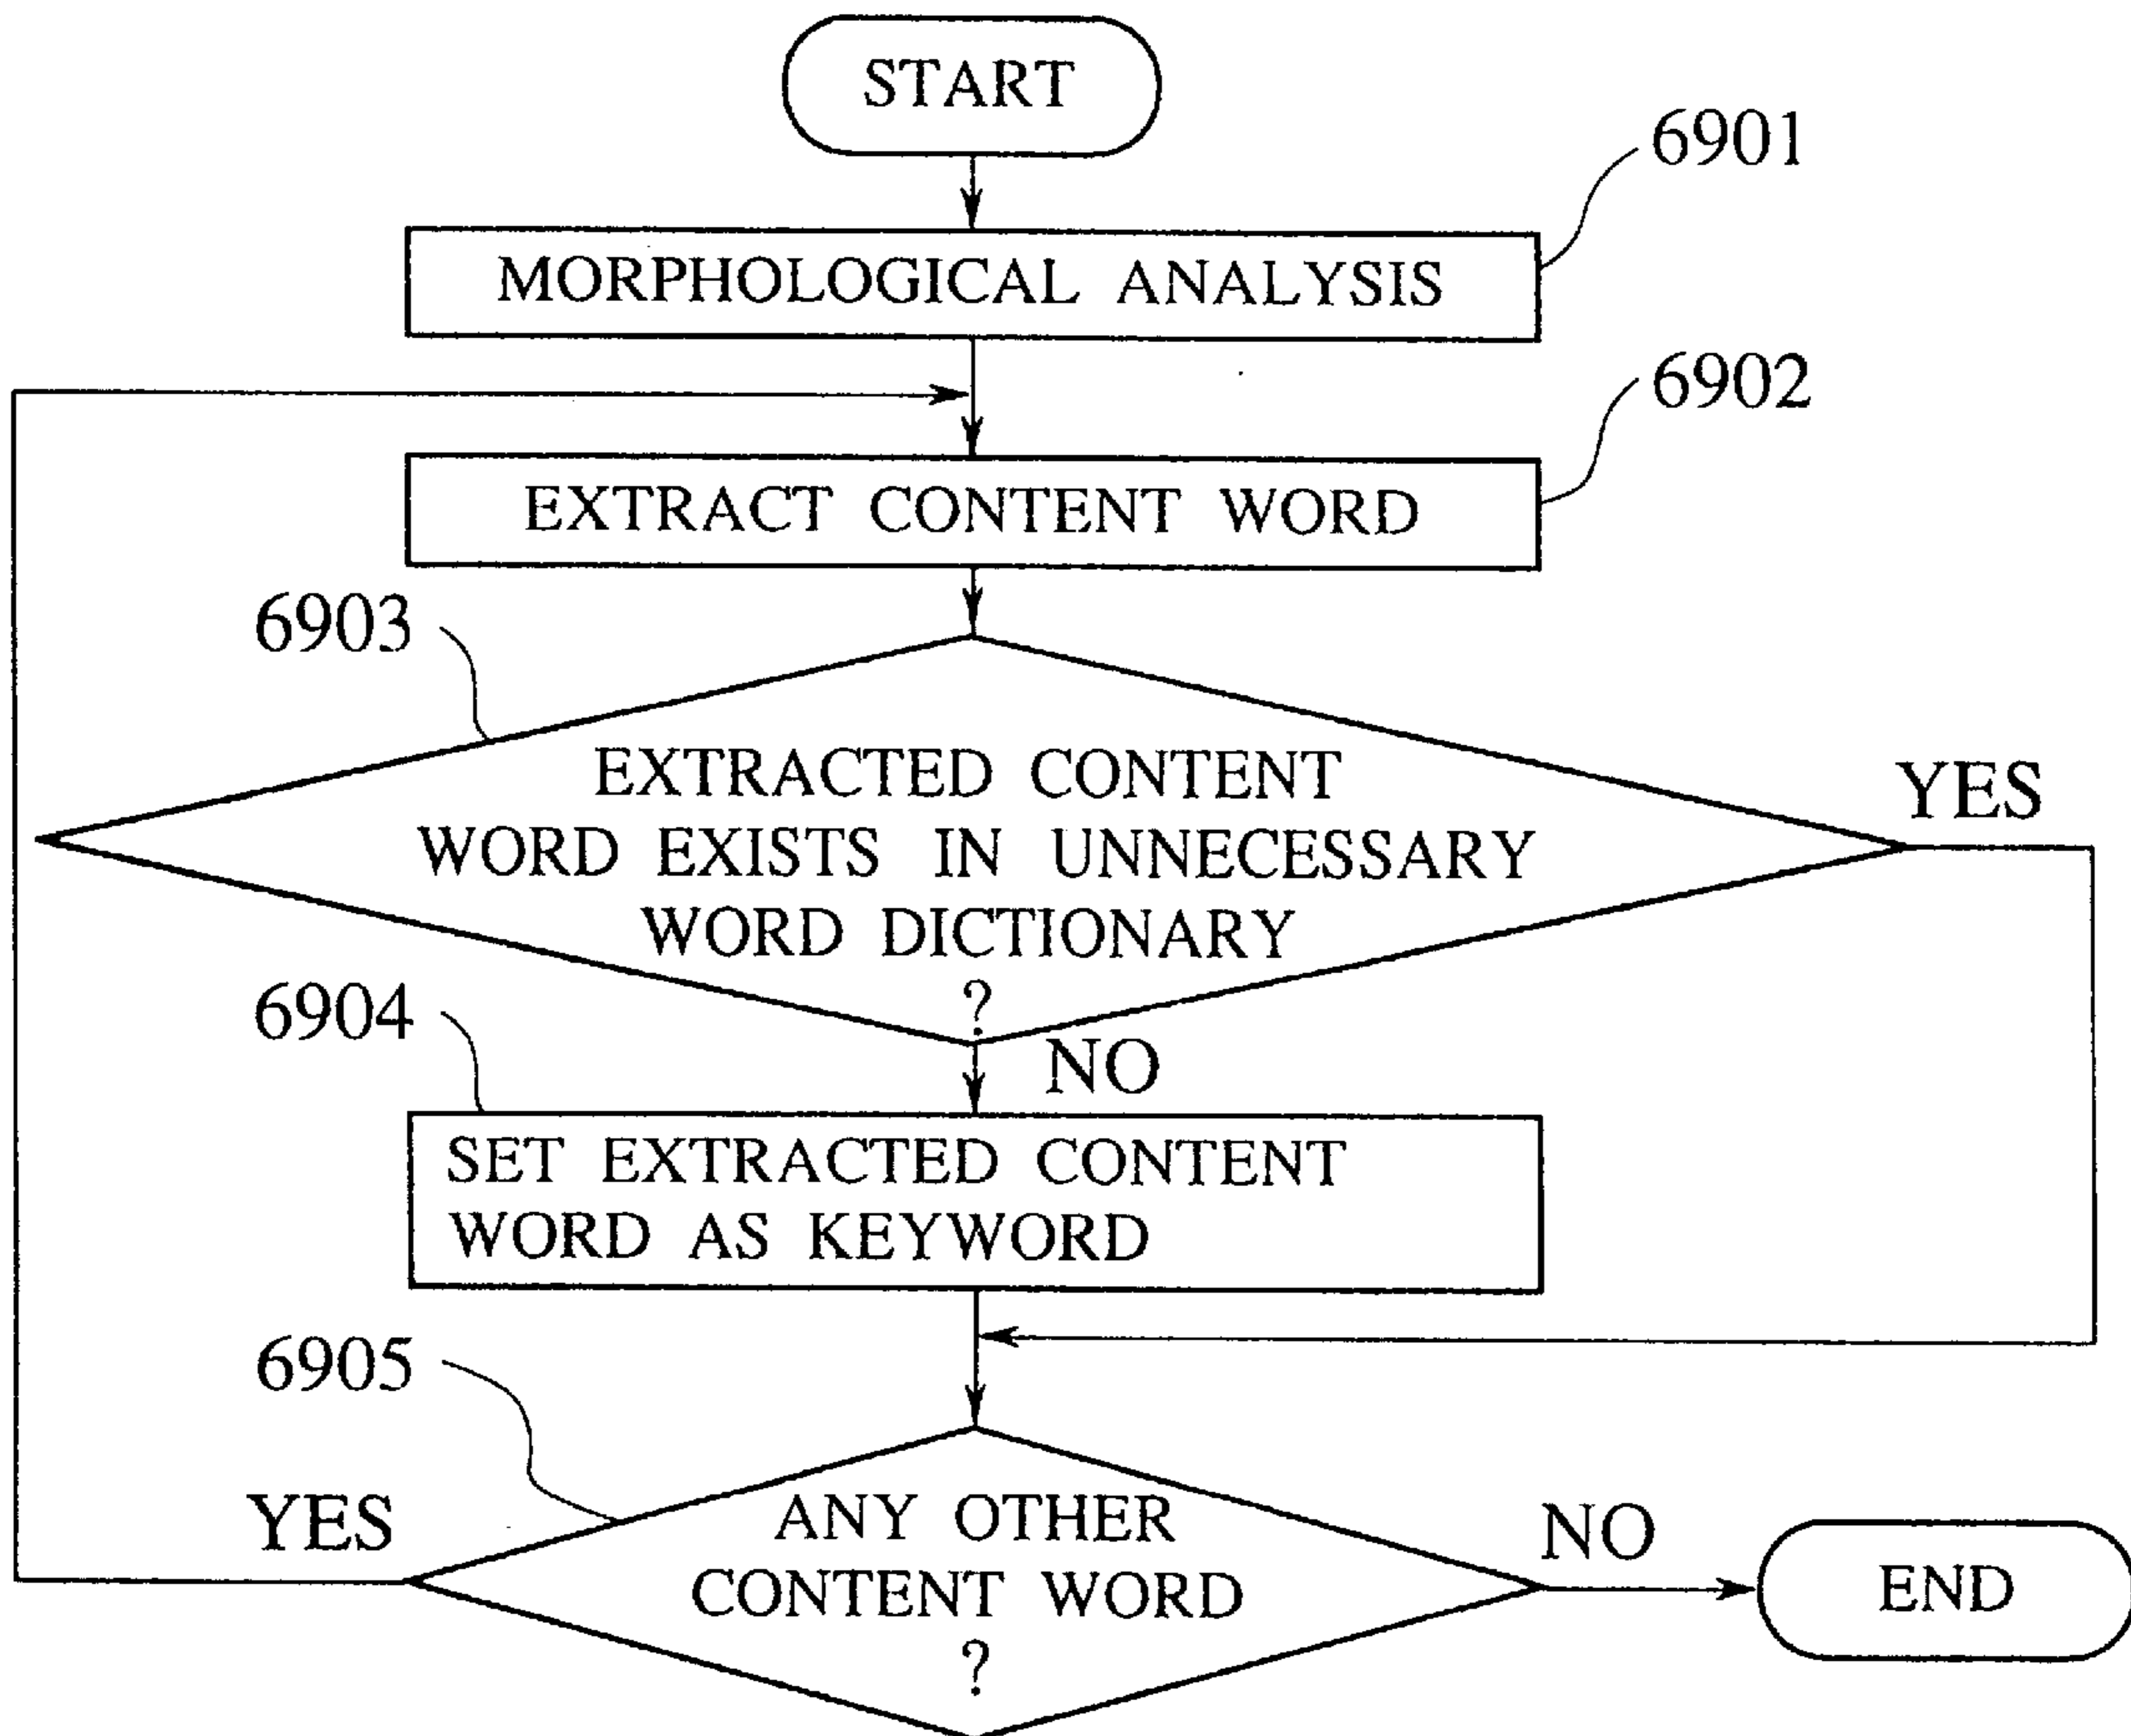 START
6901
MORPHOLOGICAL ANALYSIS
6902
EXTRACT CONTENT WORD
6903
EXTRACTED CONTENT
WORD EXISTS IN UNNECESSARY
WORD DICTIONARY
?
YES
6904
NO
SET EXTRACTED CONTENT
WORD AS KEYWORD
6905
YES
ANY OTHER
CONTENT WORD
?
NO
END